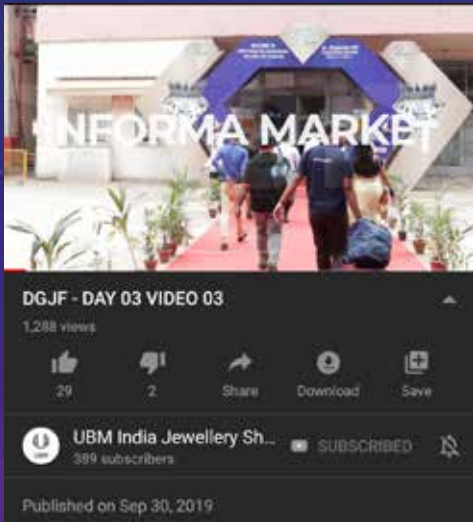 INFORMA MARKET
DGJF - DAY 03 VIDEO 03
1,288 views
29
2
Share
Download
Save
UBM India Jewellery Sh...
SUBSCRIBED
389 subscribers
Published on Sep 30, 2019